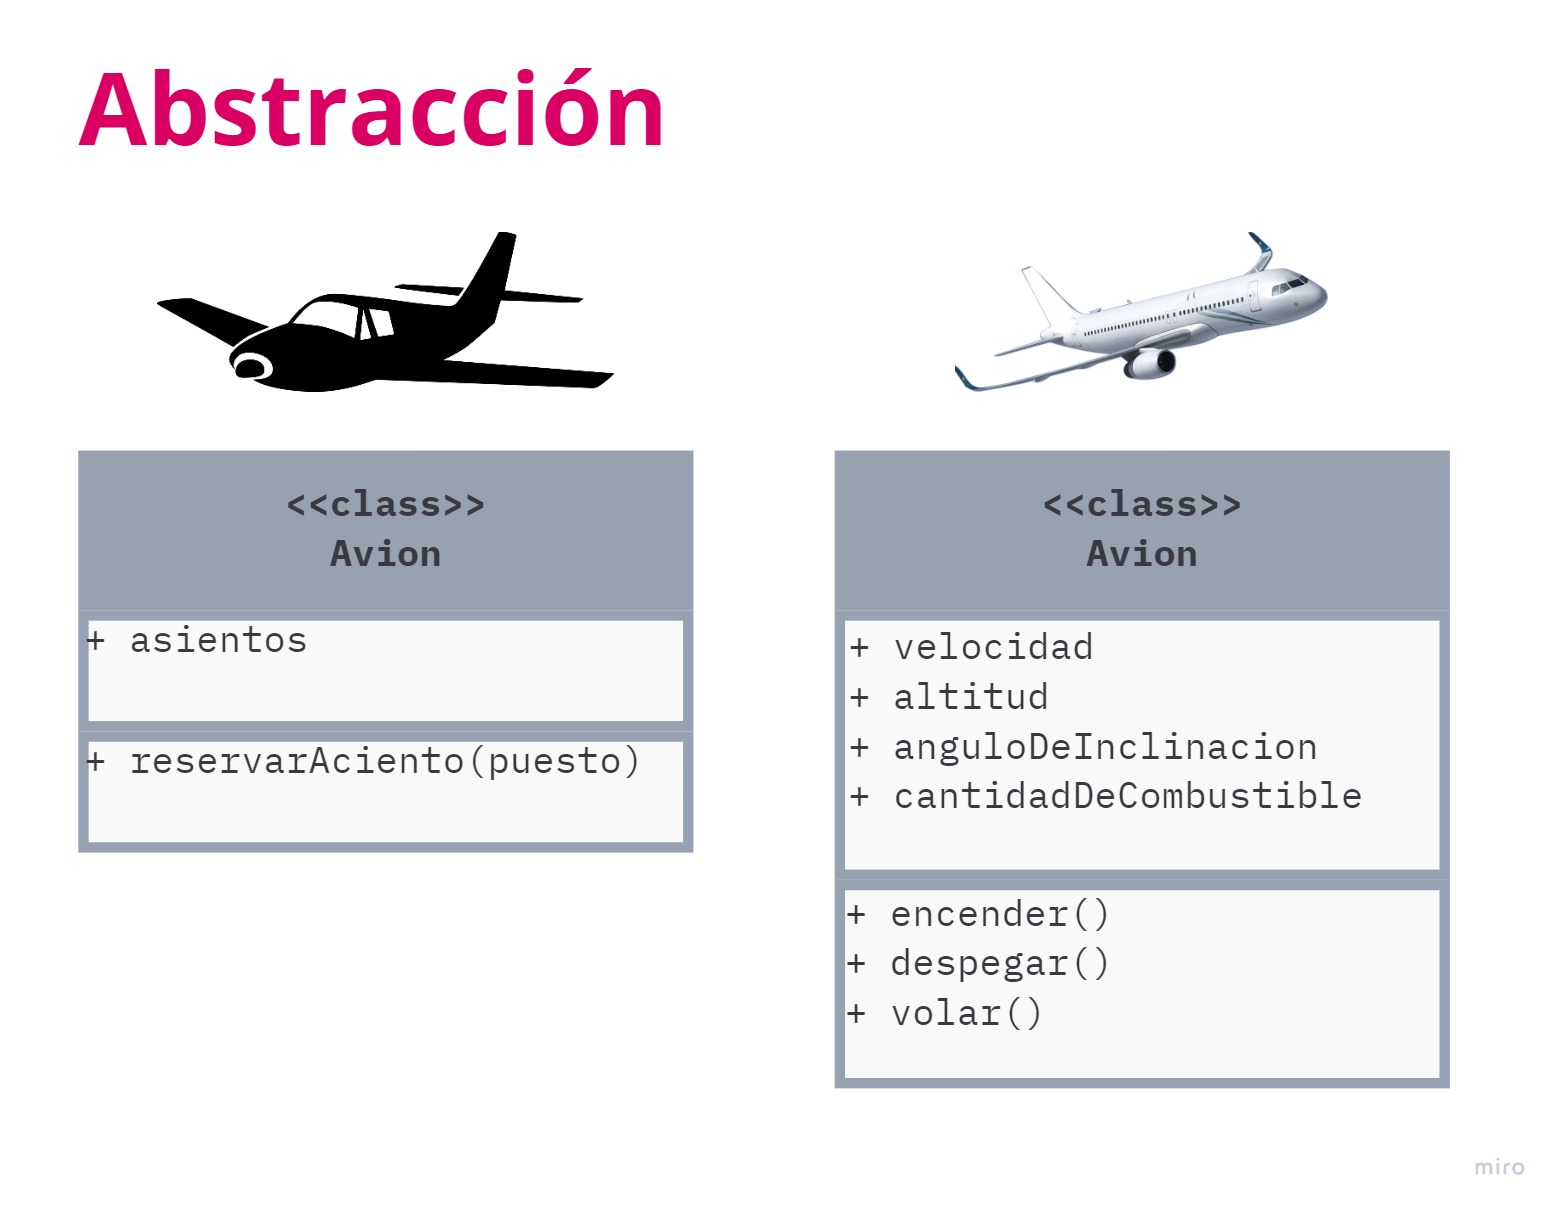 Abstracción
<<class>>
Avion
+ asientos
+ reservarAciento(puesto)
<<class>>
Avion
+ velocidad
+ altitud
+ anguloDeInclinacion
+ cantidadDeCombustible
+ encender()
+ despegar()
+ volar()
miro